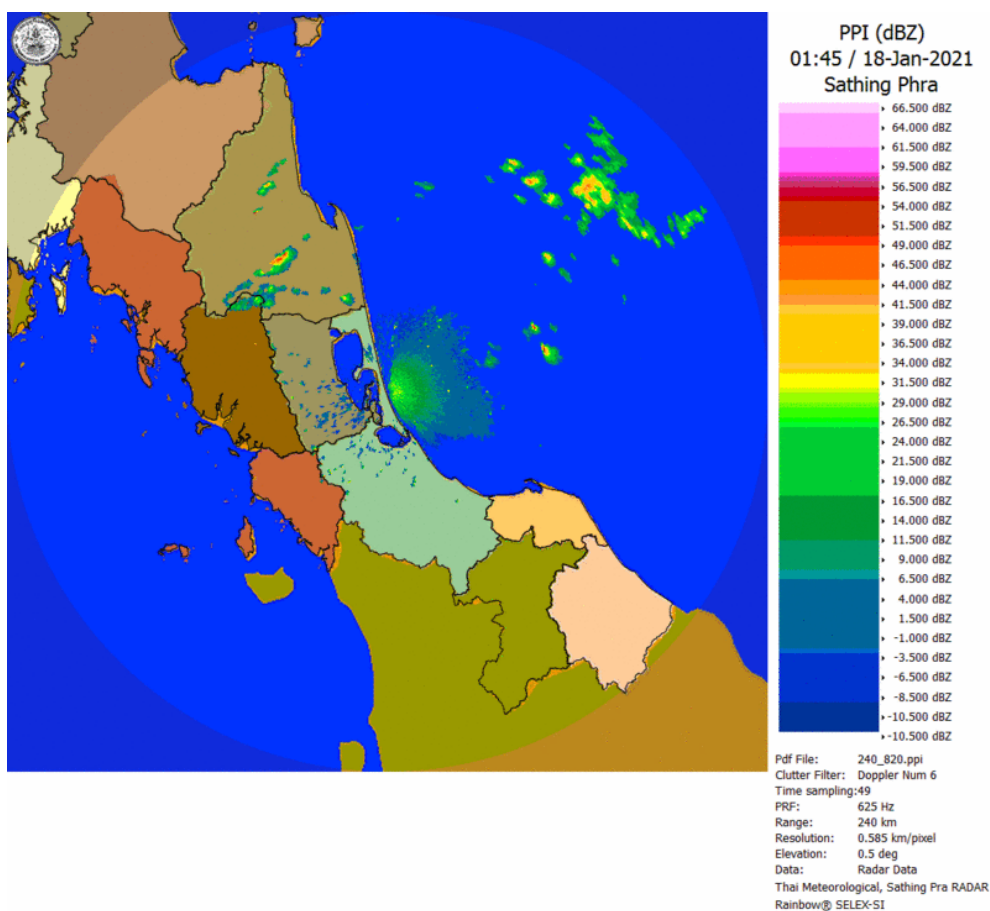 PPI (dBZ)
01:45 / 18-Jan-2021
Sathing Phra
66.500 dBZ
64.000 dBZ
61.500 dBZ
59.500 dBZ
56.500 dBZ
54.000 dBZ
51.500 dBZ
49.000 dBZ
46.500 dBZ
44.000 dBZ
41.500 dBZ
39.000 dBZ
36.500 dBZ
34.000 dBZ
31.500 dBZ
29.000 dBZ
26.500 dBZ
24.000 dBZ
21.500 dBZ
19.000 dBZ
16.500 dBZ
14.000 dBZ
11.500 dBZ
9.000 dBZ
6.500 dBZ
4.000 dBZ
1.500 dBZ
-1.000 dBZ
-3.500 dBZ
-6.500 dBZ
-8.500 dBZ
-10.500 dBZ
-10.500 dBZ
Pdf File: 240_820.ppi
Clutter Filter: Doppler Num 6
Time sampling:49
PRF: 625 Hz
Range: 240 km
Resolution: 0.585 km/pixel
Elevation: 0.5 deg
Data: Radar Data
Thai Meteorological, Sathing Pra RADAR
Rainbow® SELEX-SI